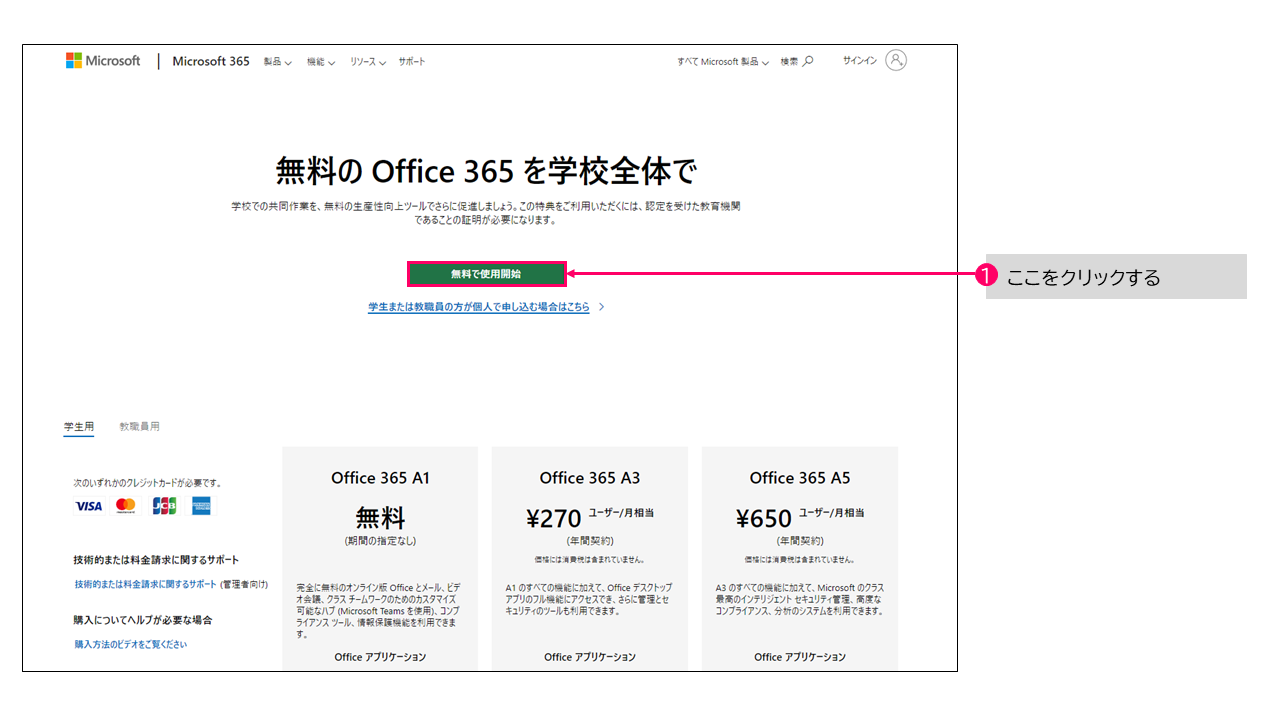 Microsoft | Microsoft 365 製品 機能 リソース サポート すべて Microsoft 製品 検索 サインイン
無料の Office 365 を学校全体で
学校での共同作業を、無料の生産性向上ツールでさらに促進しましょう。この特典をご利用いただくには、認定を受けた教育機関
であることの証明が必要になります。
無料で使用開始
1 ここをクリックする
学生または教職員の方が個人で申し込む場合はこちら
学生用 教職員用
次のいずれかのクレジットカードが必要です。
VISA mastercard JCB AMERICAN EXPRESS
技術的または料金請求に関するサポート
技術的または料金請求に関するサポート (管理者向け)
購入についてヘルプが必要な場合
購入方法のビデオをご覧ください
Office 365 A1
無料
(期間の指定なし)
完全に無料のオンライン版 Office とメール、ビデ
オ会議、クラス チームワークのためのカスタマイズ
可能なハブ (Microsoft Teams を使用)、コンプ
ライアンス ツール、情報保護機能を利用できま
す。
Office アプリケーション
Office 365 A3
¥270 ユーザー/月相当
(年間契約)
価格には消費税は含まれていません。
A1 のすべての機能に加えて、Office デスクトップ
アプリのフル機能にアクセスでき、さらに管理とセ
キュリティのツールも利用できます。
Office アプリケーション
Office 365 A5
¥650 ユーザー/月相当
(年間契約)
価格には消費税は含まれていません。
A3 のすべての機能に加えて、Microsoft のクラス
最高のインテリジェント セキュリティ管理、高度な
コンプライアンス、分析のシステムを利用できます。
Office アプリケーション